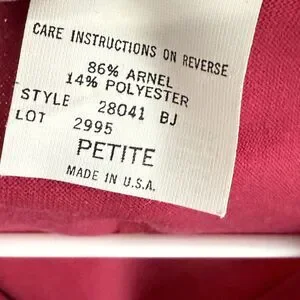 CARE INSTRUCTIONS ON REVERSE
86% ARNEL
14% POLYESTER
STYLE 28041 BJ
LOT 2995
PETITE
MADE IN U.S.A.